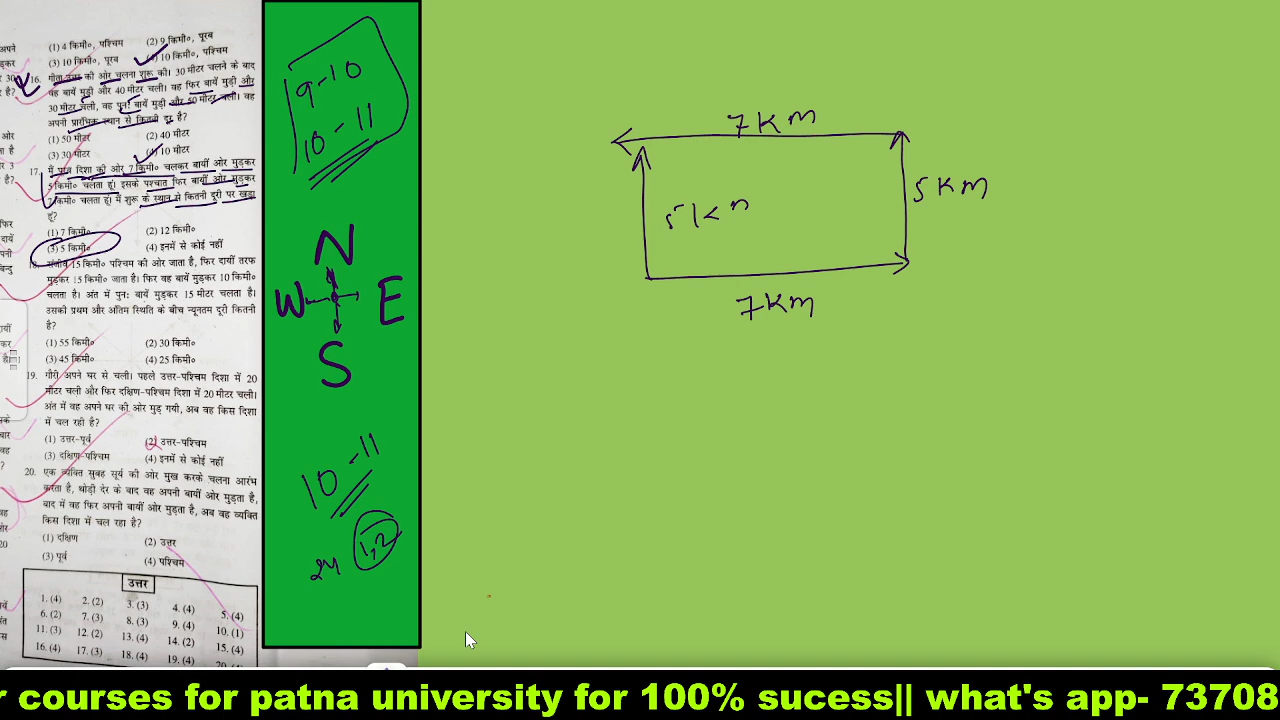 (1) 4 किमी०, पश्चिम (2) 9 किमी०, पूरब
(3) 10 किमी०, पूरब (4) 10 किमी०, पश्चिम
16. गीता उत्तर की ओर चलना शुरू की। 30 मीटर चलने के बाद
वह बायें मुड़ी और 40 मीटर चली। वह फिर बायें मुड़ी और
30 मीटर चली, वह पुनः बायें मुड़ी और 50 मीटर चली। वह
अपनी प्रारंभिक स्थान से कितनी दूर है?
(1) 50 मीटर (2) 40 मीटर
(3) 30 मीटर (4) 10 मीटर
17. मैं पूरब दिशा की ओर 7 किमी० चलकर बायीं ओर मुड़कर
5 किमी० चलता हूं। इसके पश्चात फिर बायीं ओर मुड़कर
7 किमी० चलता हूं। मैं शुरू के स्थान से कितनी दूरी पर खड़ा
हूं?
(1) 7 किमी० (2) 12 किमी०
(3) 5 किमी० (4) इनमें से कोई नहीं
18. संजीव 15 किमी० पश्चिम की ओर जाता है, फिर दायीं तरफ
मुड़कर 15 किमी० जाता है। फिर वह बायें मुड़कर 10 किमी०
चलता है। अंत में पुनः बायें मुड़कर 15 मीटर चलता है।
उसकी प्रथम और अंतिम स्थिति के बीच न्यूनतम दूरी कितनी
है?
(1) 55 किमी० (2) 30 किमी०
(3) 45 किमी० (4) 25 किमी०
19. गौरी अपने घर से चली। पहले उत्तर-पश्चिम दिशा में 20
मीटर चली और फिर दक्षिण-पश्चिम दिशा में 20 मीटर चली।
अंत में वह अपने घर की ओर मुड़ गयी, अब वह किस दिशा
में चल रही है?
(1) उत्तर-पूर्व (2) उत्तर-पश्चिम
(3) दक्षिण-पश्चिम (4) इनमें से कोई नहीं
20. एक व्यक्ति सुबह सूर्य की ओर मुख करके चलना आरंभ
करता है, थोड़ी देर के बाद वह अपनी बायीं ओर मुड़ता है,
बाद में वह फिर अपनी बायीं ओर मुड़ता है, अब वह व्यक्ति
किस दिशा में चल रहा है?
(1) दक्षिण (2) उत्तर
(3) पूर्व (4) पश्चिम
उत्तर
1. (4) 2. (2) 3. (3) 4. (4) 5. (4)
6. (2) 7. (3) 8. (3) 9. (4) 10. (1)
11. (3) 12. (2) 13. (4) 14. (2) 15. (4)
16. (4) 17. (3) 18. (4) 19. (4)
9-10
10-11
N
W E
S
10-11
1,2
7km
5km
5km
7km
r courses for patna university for 100% sucess|| what's app- 73708